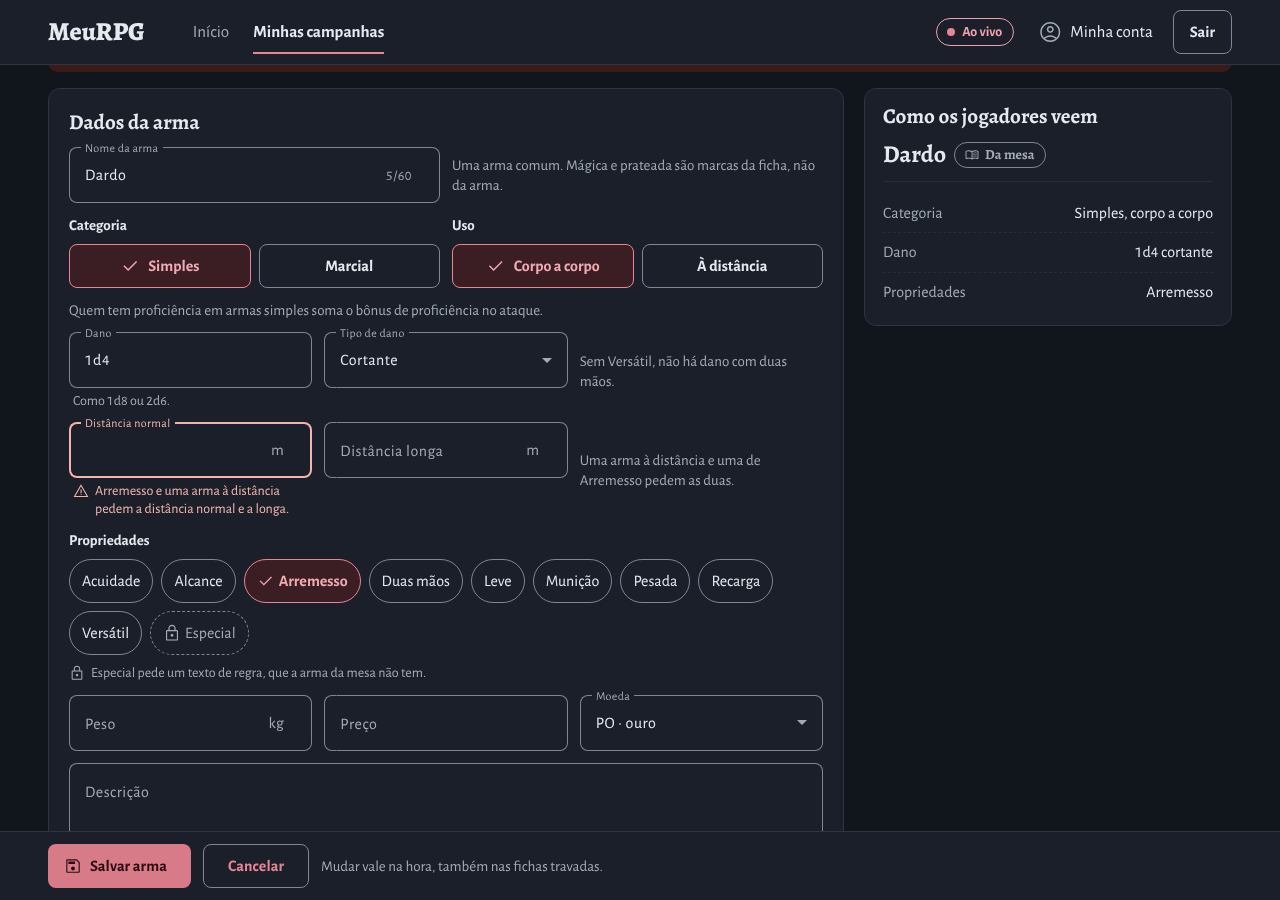 MeuRPG
Início
Minhas campanhas
Ao vivo
Minha conta
Sair
Dados da arma
Nome da arma
Dardo
5/60
Uma arma comum. Mágica e prateada são marcas da ficha, não
da arma.
Categoria
Uso
Simples
Marcial
Corpo a corpo
À distância
Quem tem proficiência em armas simples soma o bônus de proficiência no ataque.
Dano
1d4
Tipo de dano
Cortante
Sem Versátil, não há dano com duas
mãos.
Como 1d8 ou 2d6.
Distância normal
m
Distância longa
m
Uma arma à distância e uma de
Arremesso pedem as duas.
Arremesso e uma arma à distância
pedem a distância normal e a longa.
Propriedades
Acuidade
Alcance
Arremesso
Duas mãos
Leve
Munição
Pesada
Recarga
Versátil
Especial
Especial pede um texto de regra, que a arma da mesa não tem.
Peso
kg
Preço
Moeda
PO · ouro
Descrição
Como os jogadores veem
Dardo
Da mesa
Categoria
Simples, corpo a corpo
Dano
1d4 cortante
Propriedades
Arremesso
Salvar arma
Cancelar
Mudar vale na hora, também nas fichas travadas.